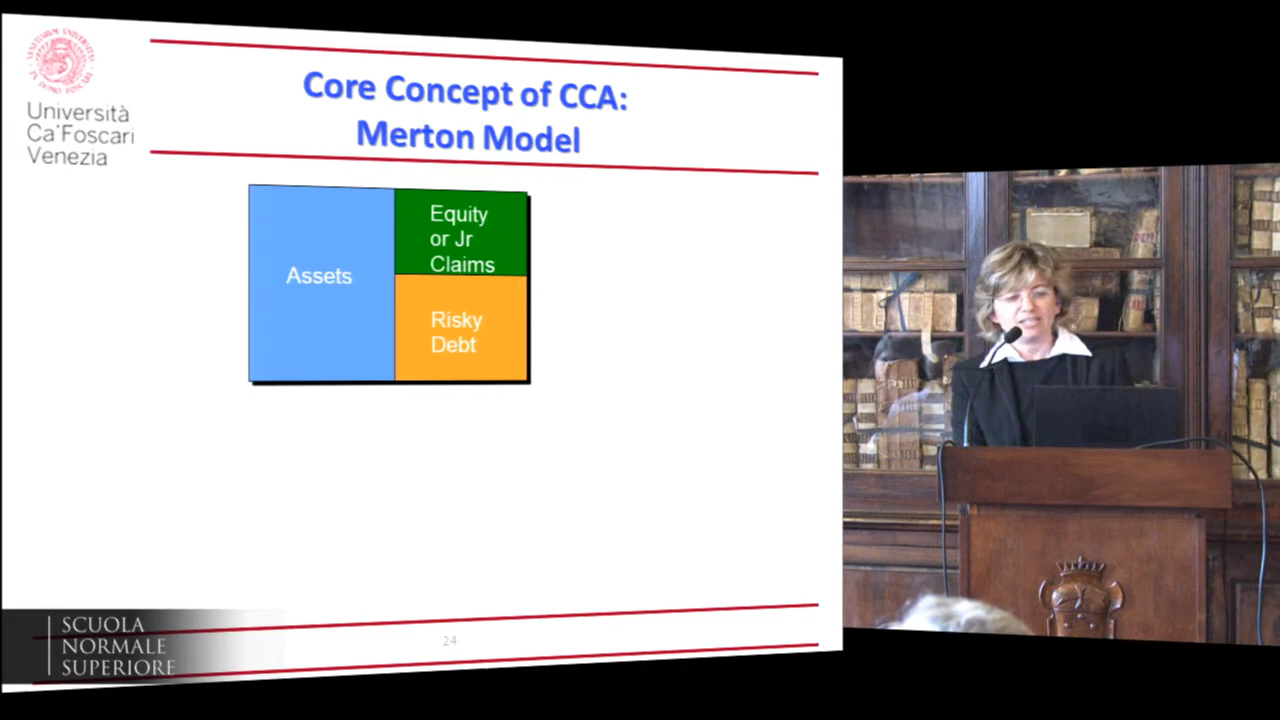 Università
Ca'Foscari
Venezia
Core Concept of CCA:
Merton Model
Assets
Equity
or Jr
Claims
Risky
Debt
24
SCUOLA
NORMALE
SUPERIORE